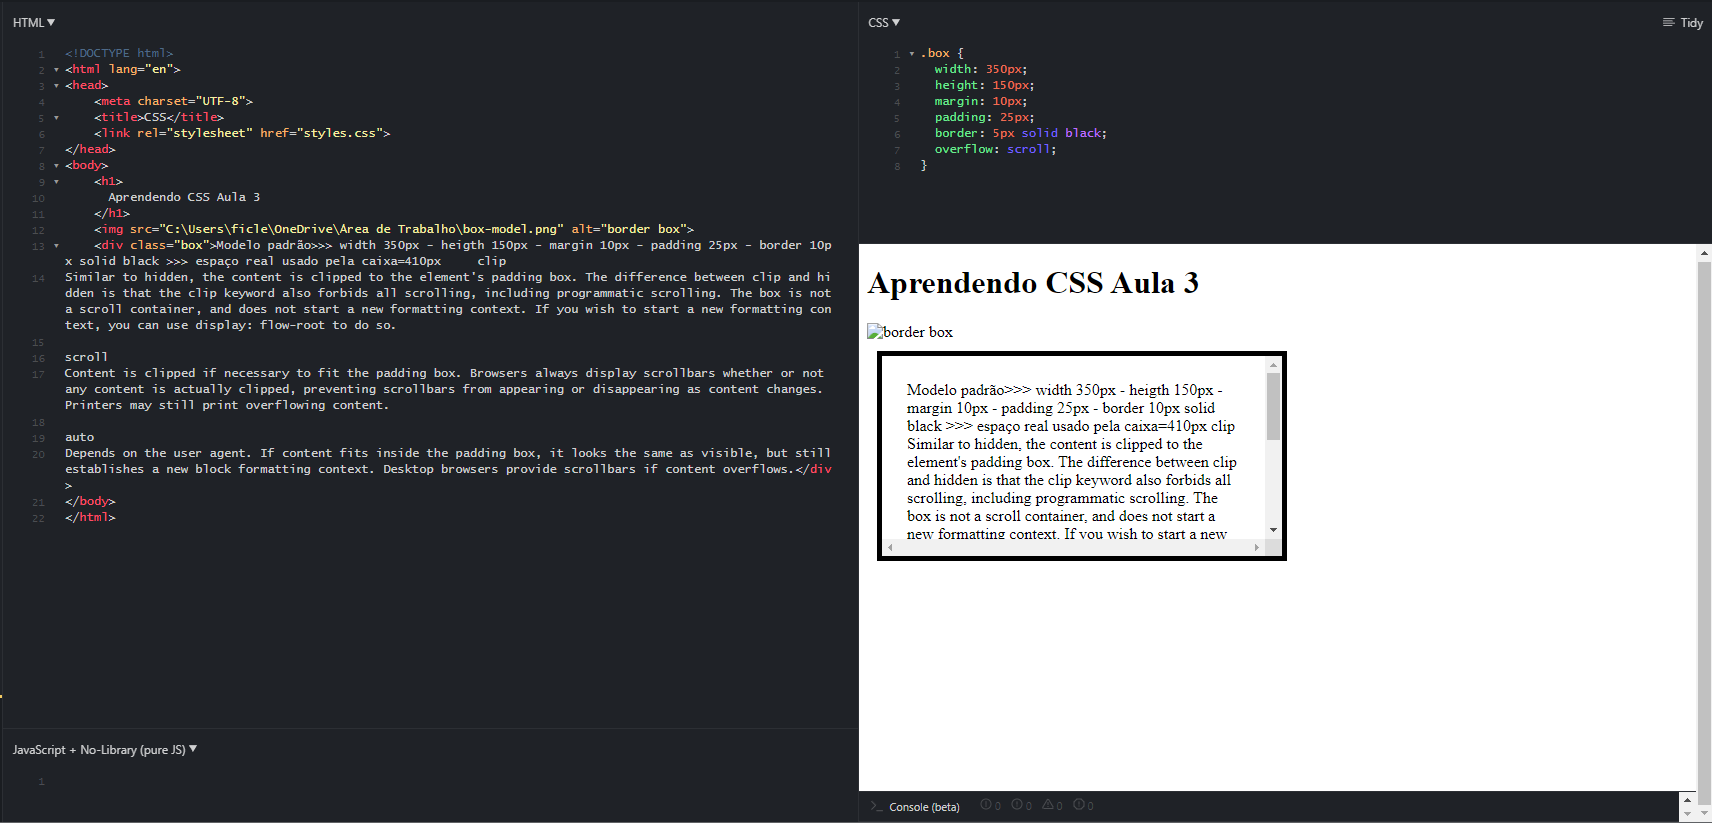 HTML ▼
1 <!DOCTYPE html>
2 ▾ <html lang="en">
3 ▾ <head>
4 <meta charset="UTF-8">
5 ▾ <title>CSS</title>
6 <link rel="stylesheet" href="styles.css">
7 </head>
8 ▾ <body>
9 ▾ <h1>
10 Aprendendo CSS Aula 3
11 </h1>
12 <img src="C:\Users\ficle\OneDrive\Área de Trabalho\box-model.png" alt="border box">
13 ▾ <div class="box">Modelo padrão>>> width 350px - heigth 150px - margin 10px - padding 25px - border 10p
x solid black >>> espaço real usado pela caixa=410px     clip
14 Similar to hidden, the content is clipped to the element's padding box. The difference between clip and hi
dden is that the clip keyword also forbids all scrolling, including programmatic scrolling. The box is not
a scroll container, and does not start a new formatting context. If you wish to start a new formatting con
text, you can use display: flow-root to do so.
15
16 scroll
17 Content is clipped if necessary to fit the padding box. Browsers always display scrollbars whether or not
any content is actually clipped, preventing scrollbars from appearing or disappearing as content changes.
Printers may still print overflowing content.
18
19 auto
20 Depends on the user agent. If content fits inside the padding box, it looks the same as visible, but still
establishes a new block formatting context. Desktop browsers provide scrollbars if content overflows.</div
>
21 </body>
22 </html>
JavaScript + No-Library (pure JS) ▼
1
CSS ▼
Tidy
1 ▾ .box {
2 width: 350px;
3 height: 150px;
4 margin: 10px;
5 padding: 25px;
6 border: 5px solid black;
7 overflow: scroll;
8 }
Aprendendo CSS Aula 3
border box
Modelo padrão>>> width 350px - heigth 150px -
margin 10px - padding 25px - border 10px solid
black >>> espaço real usado pela caixa=410px clip
Similar to hidden, the content is clipped to the
element's padding box. The difference between clip
and hidden is that the clip keyword also forbids all
scrolling, including programmatic scrolling. The
box is not a scroll container, and does not start a
new formatting context. If you wish to start a new
>_ Console (beta) 0 0 0 0